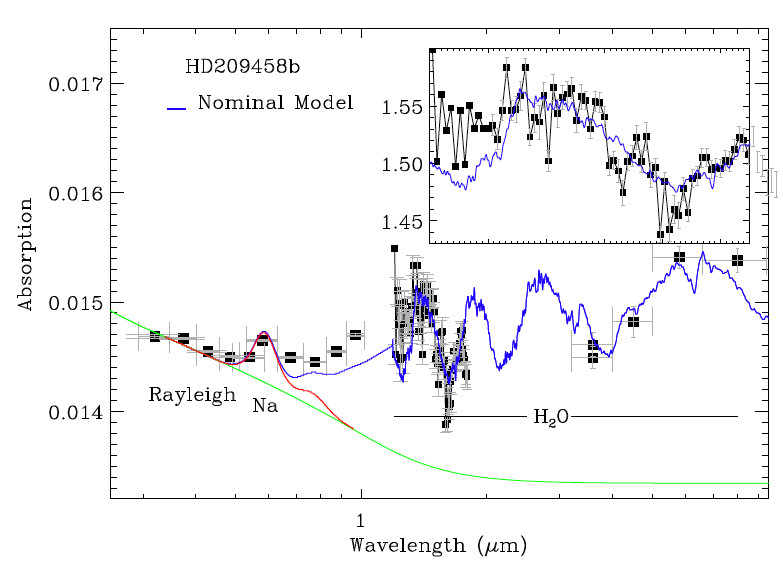 HD209458b
Nominal Model
0.017
0.016
0.015
0.014
Absorption
1.55
1.50
1.45
Rayleigh
Na
H₂O
1
Wavelength (μm)